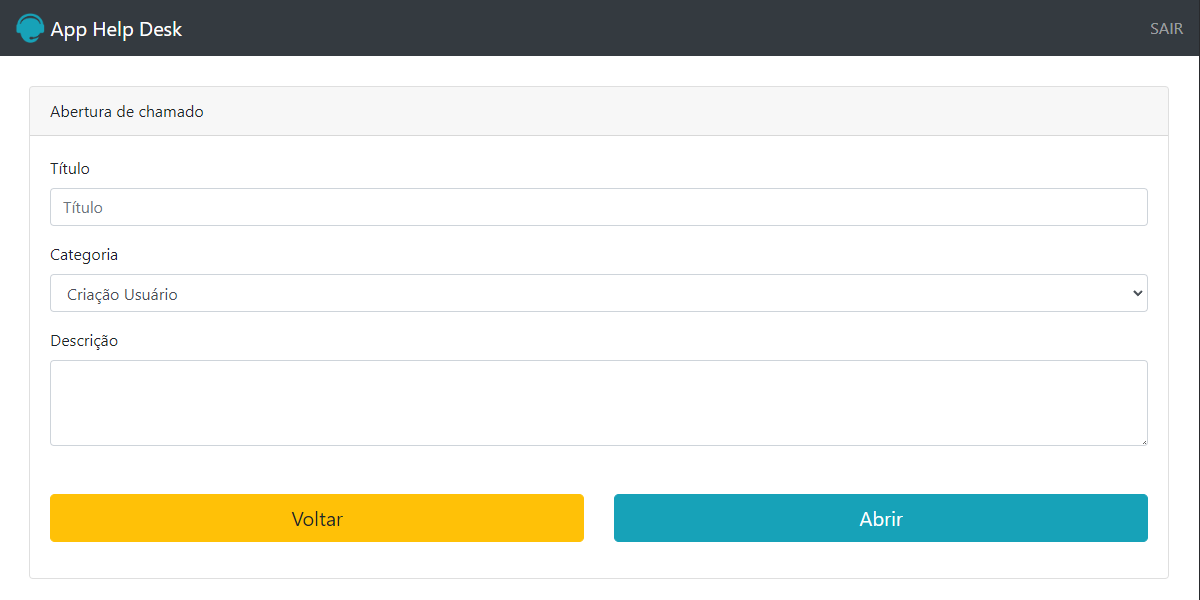 App Help Desk
SAIR
Abertura de chamado
Título
Título
Categoria
Criação Usuário
Descrição
Voltar
Abrir